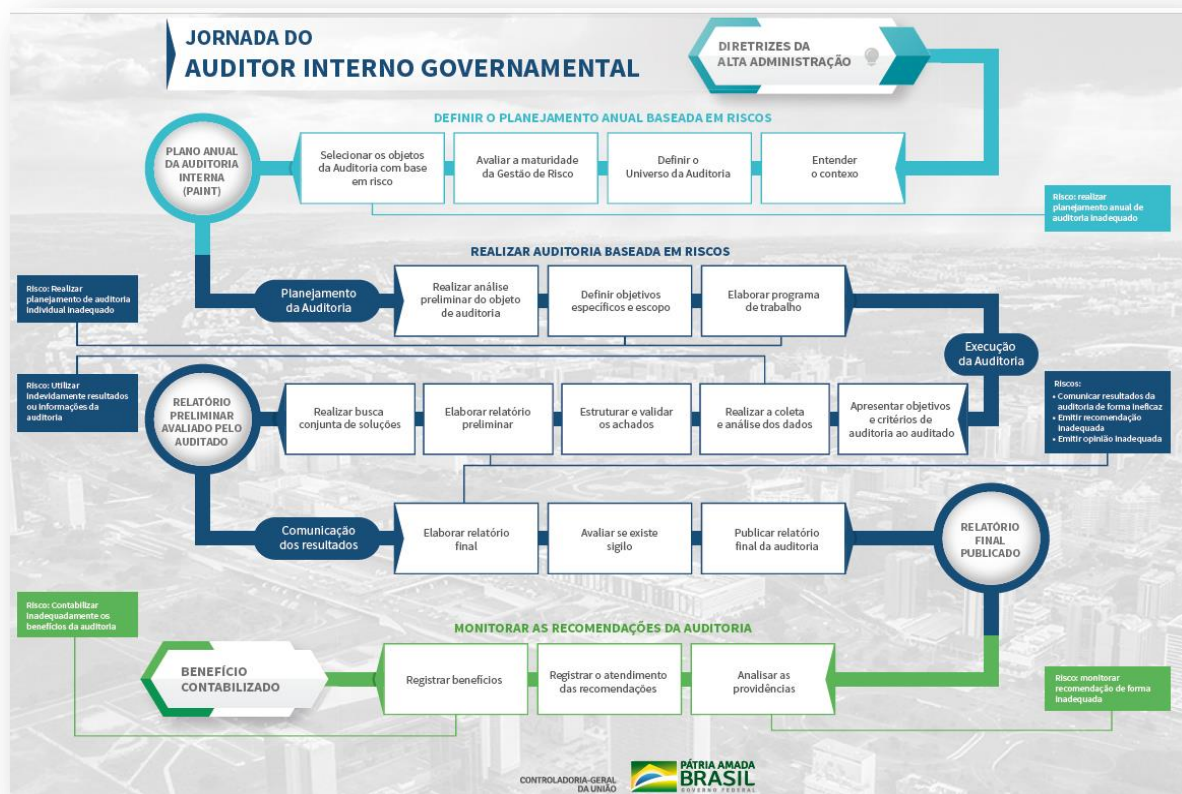 JORNADA DO
AUDITOR INTERNO GOVERNAMENTAL
DIRETRIZES DA
ALTA ADMINISTRAÇÃO
DEFINIR O PLANEJAMENTO ANUAL BASEADA EM RISCOS
PLANO ANUAL
DA AUDITORIA
INTERNA
(PAINT)
Selecionar os objetos
da Auditoria com base
em risco
Avaliar a maturidade
da Gestão de Risco
Definir o
Universo da Auditoria
Entender
o contexo
Risco: realizar
planejamento anual de
auditoria inadequado
REALIZAR AUDITORIA BASEADA EM RISCOS
Risco: Realizar
planejamento de auditoria
individual inadequado
Planejamento
da Auditoria
Realizar análise
preliminar do objeto
de auditoria
Definir objetivos
específicos e escopo
Elaborar programa
de trabalho
Execução
da Auditoria
Risco: Utilizar
indevidamente resultados
ou informações da
auditoria
RELATÓRIO
PRELIMINAR
AVALIADO PELO
AUDITADO
Realizar busca
conjunta de soluções
Elaborar relatório
preliminar
Estruturar e validar
os achados
Realizar a coleta
e análise dos dados
Apresentar objetivos
e critérios de
auditoria ao auditado
Riscos:
• Comunicar resultados da
auditoria de forma ineficaz
• Emitir recomendação
inadequada
• Emitir opinião inadequada
Comunicação
dos resultados
Elaborar relatório
final
Avaliar se existe
sigilo
Publicar relatório
final da auditoria
RELATÓRIO
FINAL
PUBLICADO
Risco: Contabilizar
inadequadamente os
benefícios da auditoria
MONITORAR AS RECOMENDAÇÕES DA AUDITORIA
BENEFÍCIO
CONTABILIZADO
Registrar benefícios
Registrar o atendimento
das recomendações
Analisar as
providências
Risco: monitorar
recomendação de forma
inadequada
CONTROLADORIA-GERAL
DA UNIÃO
PÁTRIA AMADA
BRASIL
GOVERNO FEDERAL